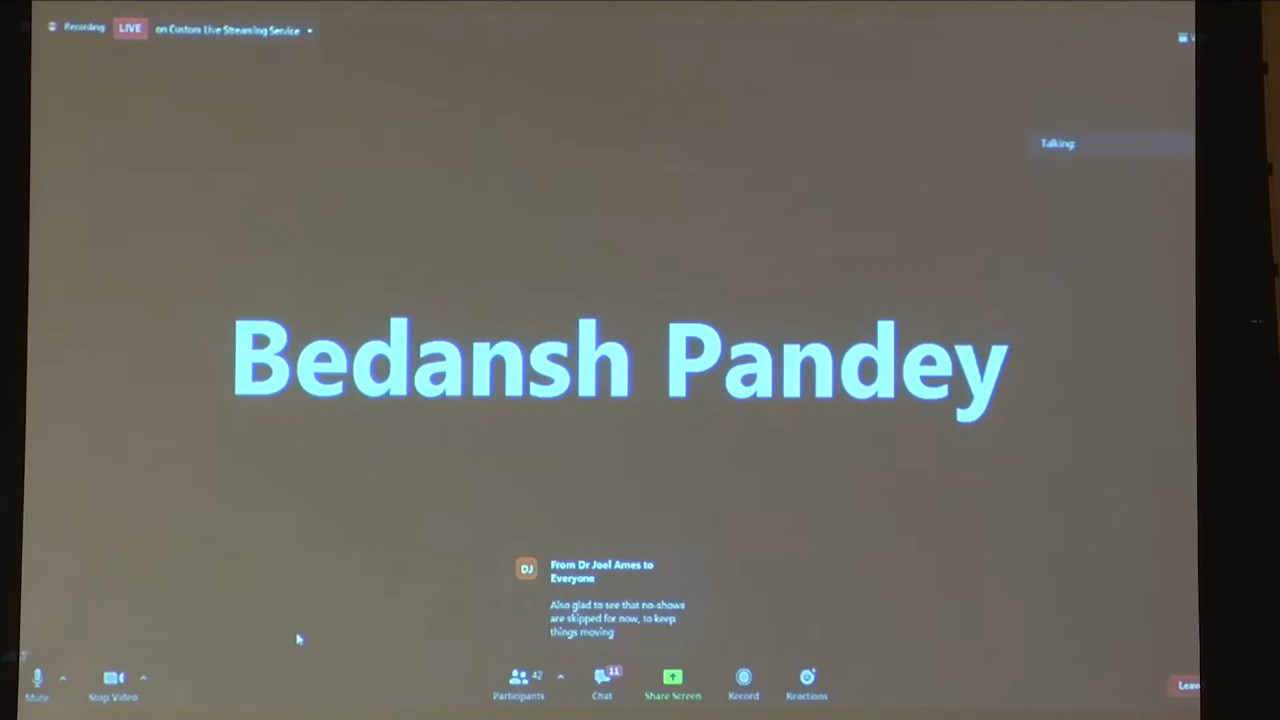 Recording LIVE on Custom Live Streaming Service
Talking:
Bedansh Pandey
DJ From Dr Joel Ames to
Everyone
Also glad to see that no-shows
are skipped for now, to keep
things moving
42 11
Mute Stop Video Participants Chat Share Screen Record Reactions Leave